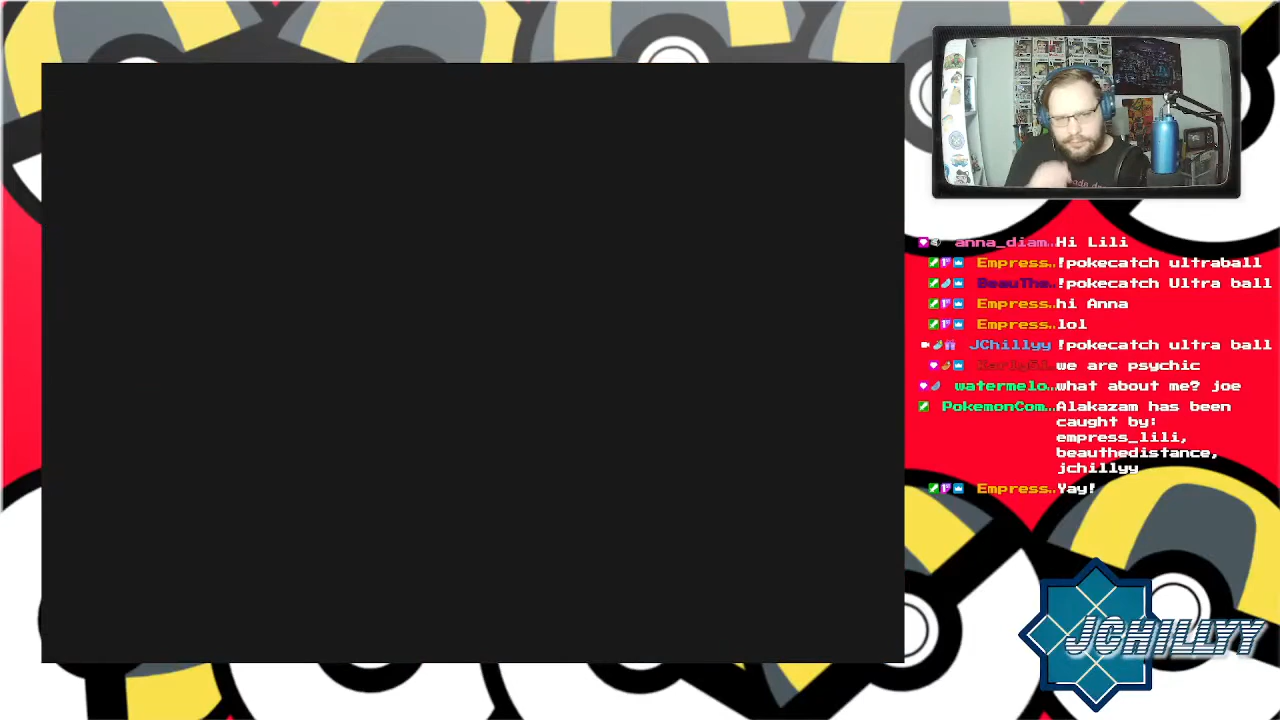 anna_diam.. Hi Lili
Empress.. !pokecatch ultraball
BeauThe.. !pokecatch Ultra ball
Empress.. hi Anna
Empress.. lol
JChillyy !pokecatch ultra ball
we are psychic
watermelo.. what about me? joe
PokemonCom.. Alakazam has been
caught by:
empress_lili,
beauthedistance,
jchillyy
Empress.. Yay!
JCHILLYY